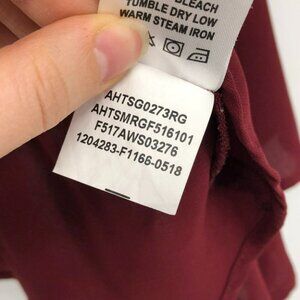 BLEACH
TUMBLE DRY LOW
WARM STEAM IRON
AHTSG0273RG
AHTSMRGF516101
F517AWS03276
1204283-F1166-0518